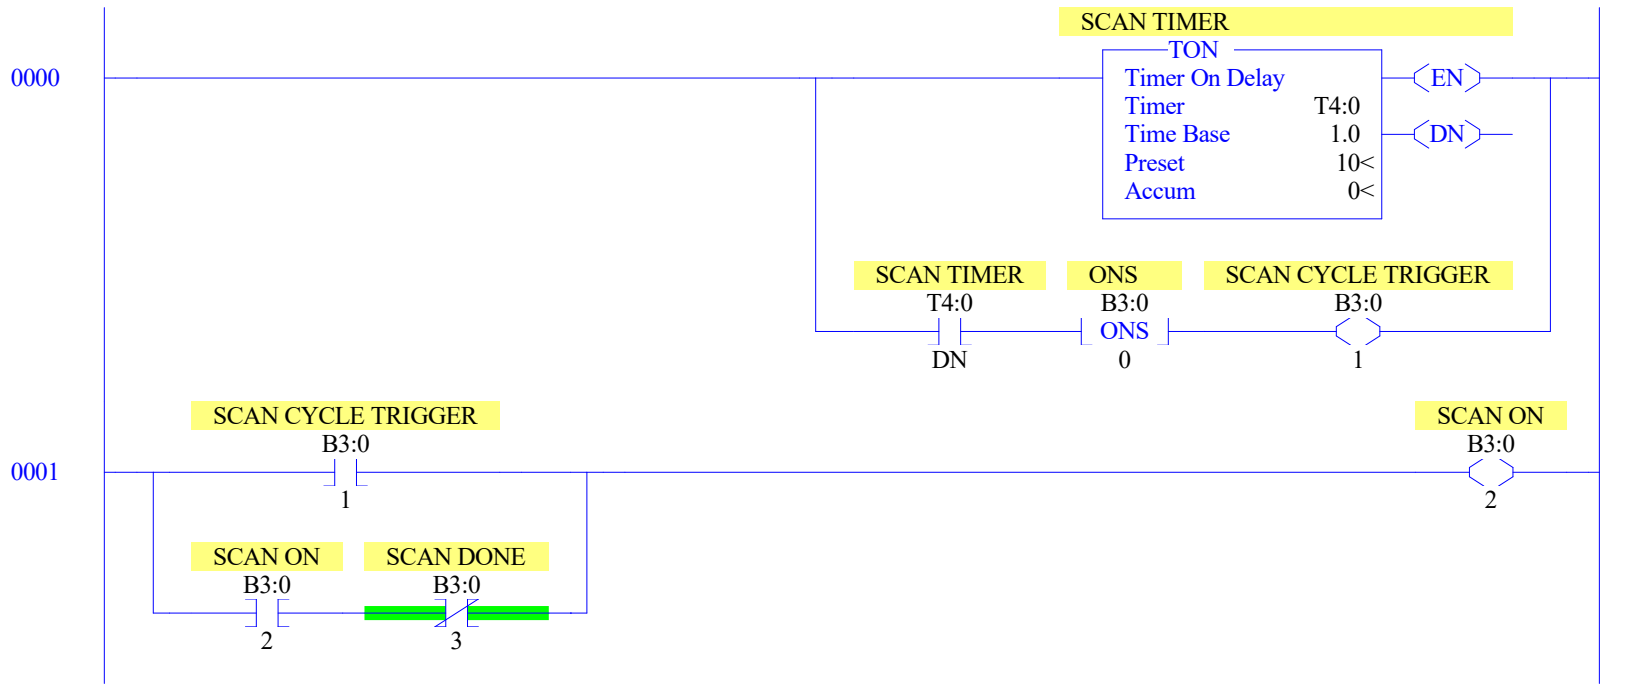 SCAN TIMER
TON
0000
Timer On Delay
EN
Timer T4:0
Time Base 1.0
DN
Preset 10<
Accum 0<
SCAN TIMER ONS SCAN CYCLE TRIGGER
T4:0 B3:0 B3:0
ONS
DN 0 1
SCAN CYCLE TRIGGER SCAN ON
B3:0 B3:0
0001
1 2
SCAN ON SCAN DONE
B3:0 B3:0
2 3